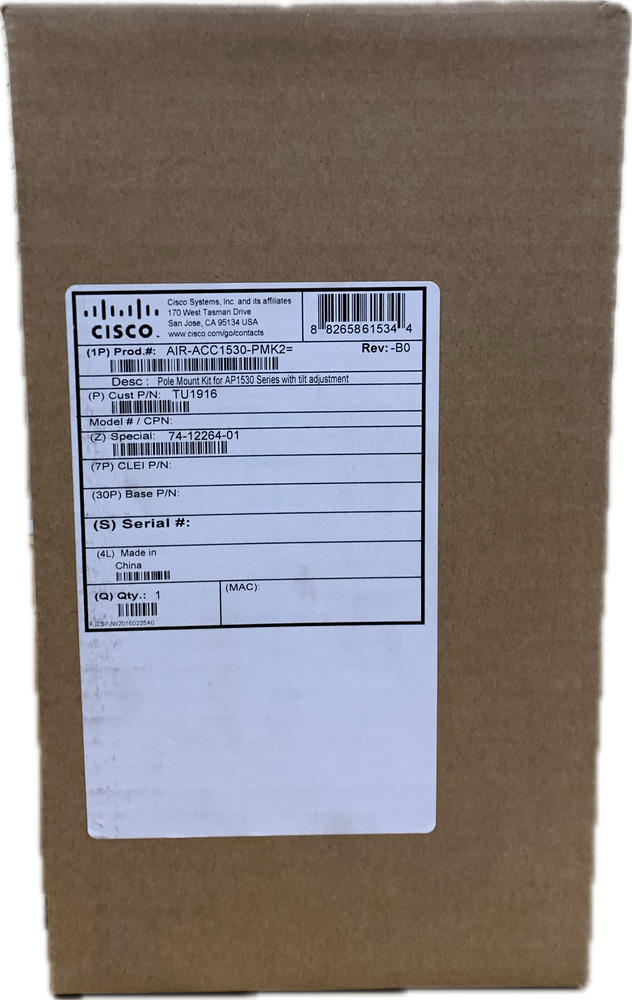 CISCO
Cisco Systems, Inc. and its affiliates
170 West Tasman Drive
San Jose, CA 95134 USA
www.cisco.com/go/contacts
8 8265861534 4
(1P) Prod.#: AIR-ACC1530-PMK2= Rev: -B0
Desc : Pole Mount Kit for AP1530 Series with tilt adjustment
(P) Cust P/N: TU1916
Model # / CPN:
(Z) Special: 74-12264-01
(7P) CLEI P/N:
(30P) Base P/N:
(S) Serial #:
(4L) Made in
China
(Q) Qty.: 1
(MAC):